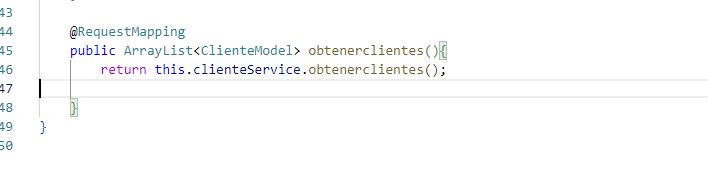 43
44 @RequestMapping
45 public ArrayList<ClienteModel> obtenerclientes(){
46 return this.clienteService.obtenerclientes();
47
48 }
49 }
50